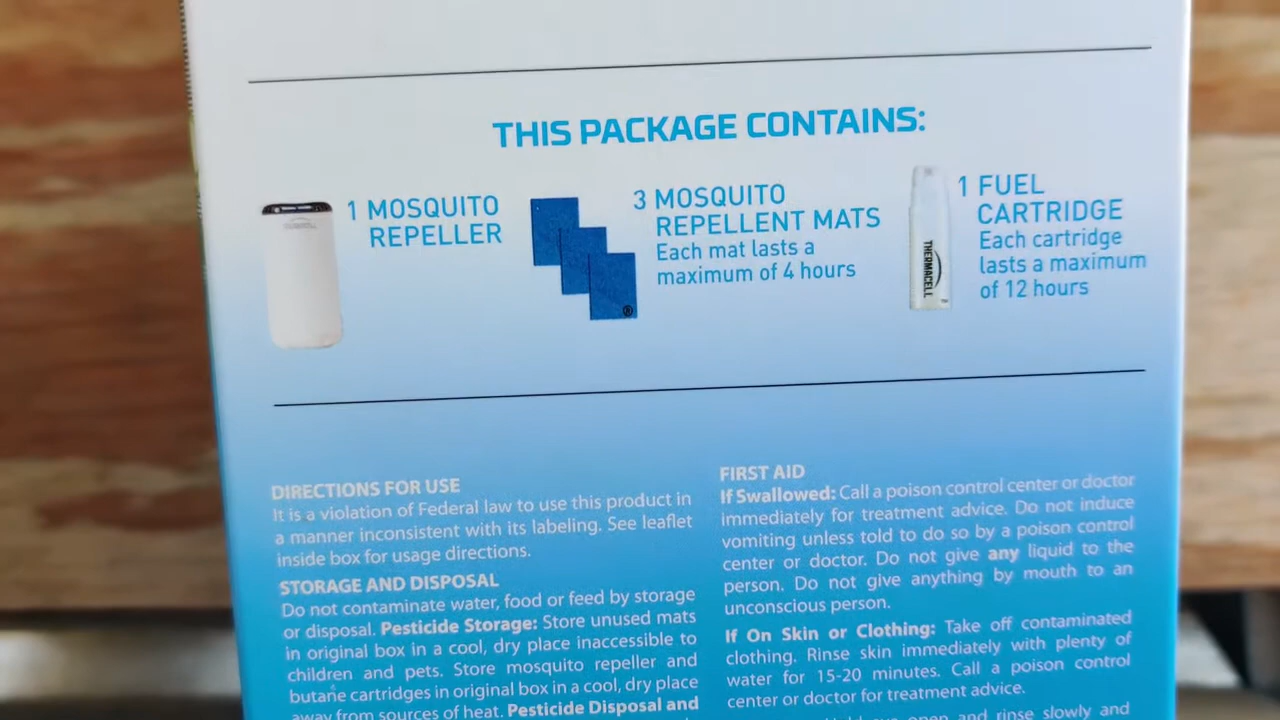 THIS PACKAGE CONTAINS:
1 MOSQUITO
REPELLER
3 MOSQUITO
REPELLENT MATS
Each mat lasts a
maximum of 4 hours
®
THERMACELL
1 FUEL
CARTRIDGE
Each cartridge
lasts a maximum
of 12 hours
DIRECTIONS FOR USE
It is a violation of Federal law to use this product in
a manner inconsistent with its labeling. See leaflet
inside box for usage directions.
STORAGE AND DISPOSAL
Do not contaminate water, food or feed by storage
or disposal. Pesticide Storage: Store unused mats
in original box in a cool, dry place inaccessible to
children and pets. Store mosquito repeller and
butane cartridges in original box in a cool, dry place
away from sources of heat. Pesticide Disposal and
FIRST AID
If Swallowed: Call a poison control center or doctor
immediately for treatment advice. Do not induce
vomiting unless told to do so by a poison control
center or doctor. Do not give any liquid to the
person. Do not give anything by mouth to an
unconscious person.
If On Skin or Clothing: Take off contaminated
clothing. Rinse skin immediately with plenty of
water for 15-20 minutes. Call a poison control
center or doctor for treatment advice.
open and rinse slowly and